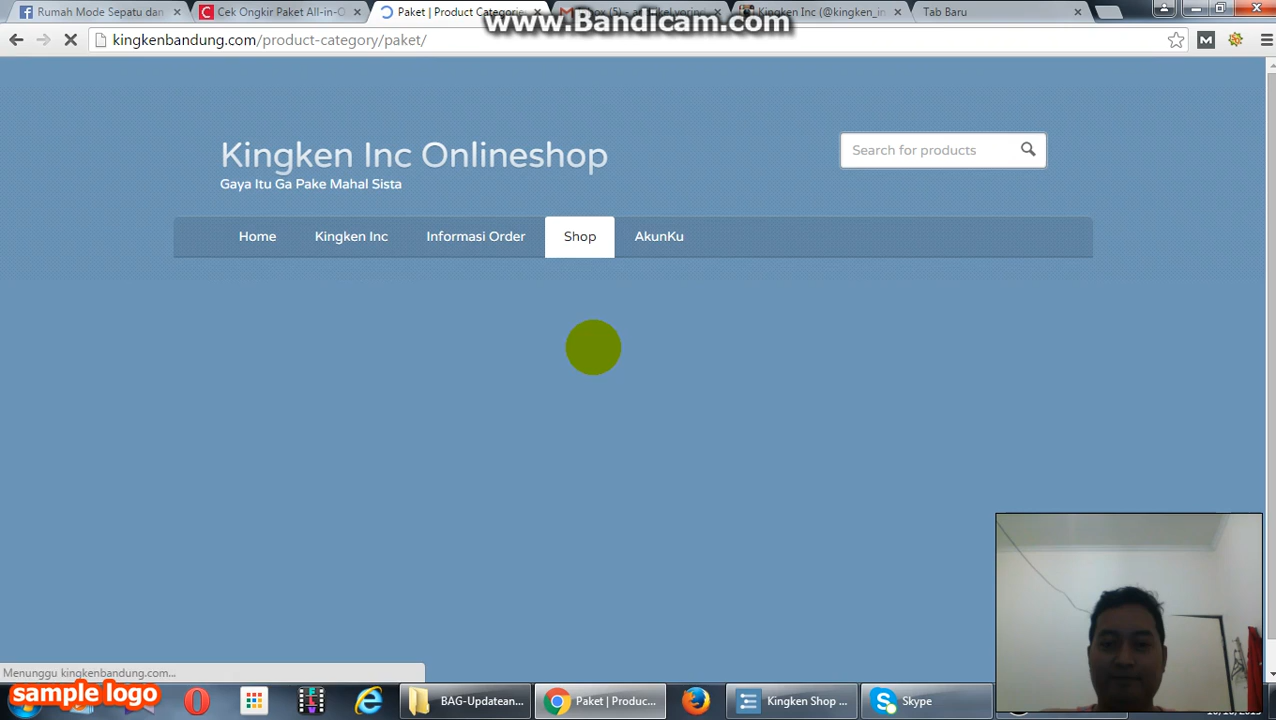 Rumah Mode Sepatu dan
Cek Ongkir Paket All-in-O
Paket | Product Categorie
Tab Baru
www.Bandicam.com
kingkenbandung.com/product-category/paket/
Kingken Inc Onlineshop
Gaya Itu Ga Pake Mahal Sista
Search for products
Home
Kingken Inc
Informasi Order
Shop
AkunKu
Menunggu kingkenbandung.com...
sample logo
BAG-Updatean...
Paket | Produc...
Kingken Shop ...
Skype